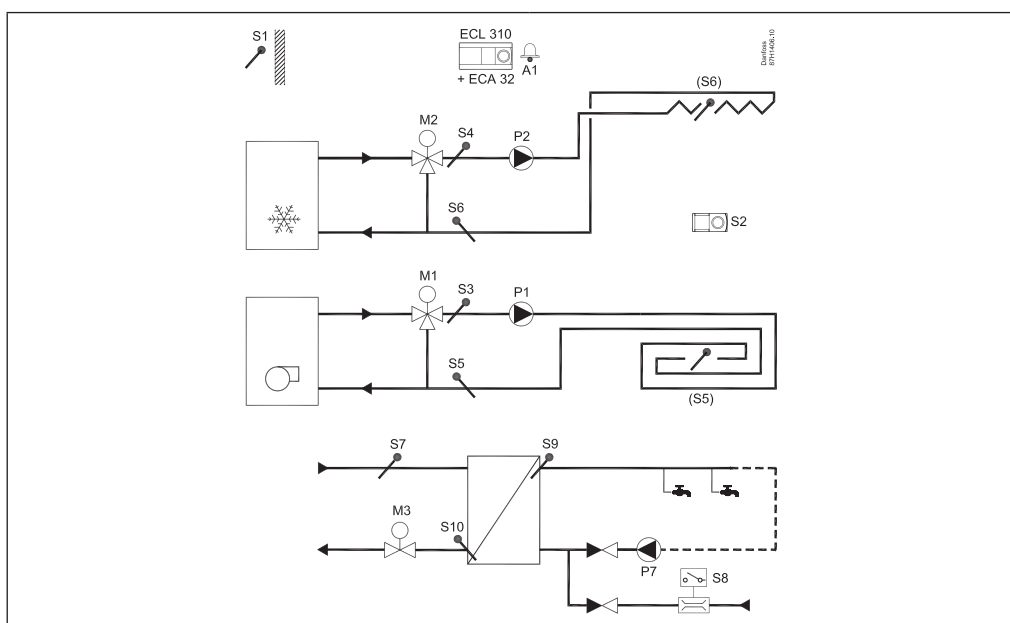 S1
ECL 310
A1
+ ECA 32
Danfoss
87H1406.10
(S6)
M2
S4
P2
S6
S2
M1
S3
P1
S5
(S5)
S7
S9
M3
S10
P7
S8